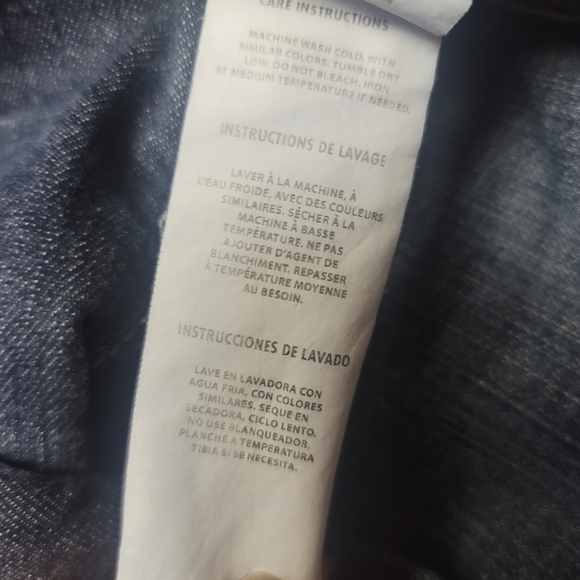 CARE INSTRUCTIONS
MACHINE WASH COLD, WITH
SIMILAR COLORS. TUMBLE DRY
LOW. DO NOT BLEACH. IRON
AT MEDIUM TEMPERATURE IF NEEDED.
INSTRUCTIONS DE LAVAGE
LAVER À LA MACHINE, À
L'EAU FROIDE, AVEC DES COULEURS
SIMILAIRES. SÉCHER À LA
MACHINE À BASSE
TEMPÉRATURE. NE PAS
AJOUTER D'AGENT DE
BLANCHIMENT. REPASSER
À TEMPÉRATURE MOYENNE
AU BESOIN.
INSTRUCCIONES DE LAVADO
LAVE EN LAVADORA CON
AGUA FRIA, CON COLORES
SIMILARES. SEQUE EN
SECADORA, CICLO LENTO.
NO USE BLANQUEADOR.
PLANCHE A TEMPERATURA
TIBIA SI SE NECESITA.